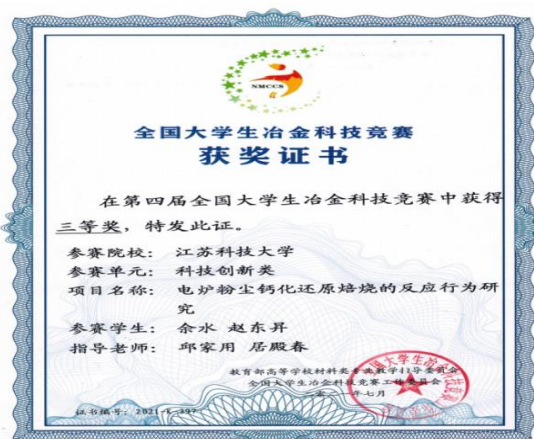 NMCCS
全国大学生冶金科技竞赛
获奖证书
在第四届全国大学生冶金科技竞赛中获得
三等奖，特发此证。
参赛院校： 江苏科技大学
参赛单元： 科技创新类
项目名称： 电炉粉尘钙化还原焙烧的反应行为研
究
参赛学生： 余水 赵东昇
指导老师： 邱家用 居殿春
教育部高等学校材料类专业教学指导委员会
全国大学生冶金科技竞赛工作委员会
二〇二一年七月
证书编号：2021-K-397